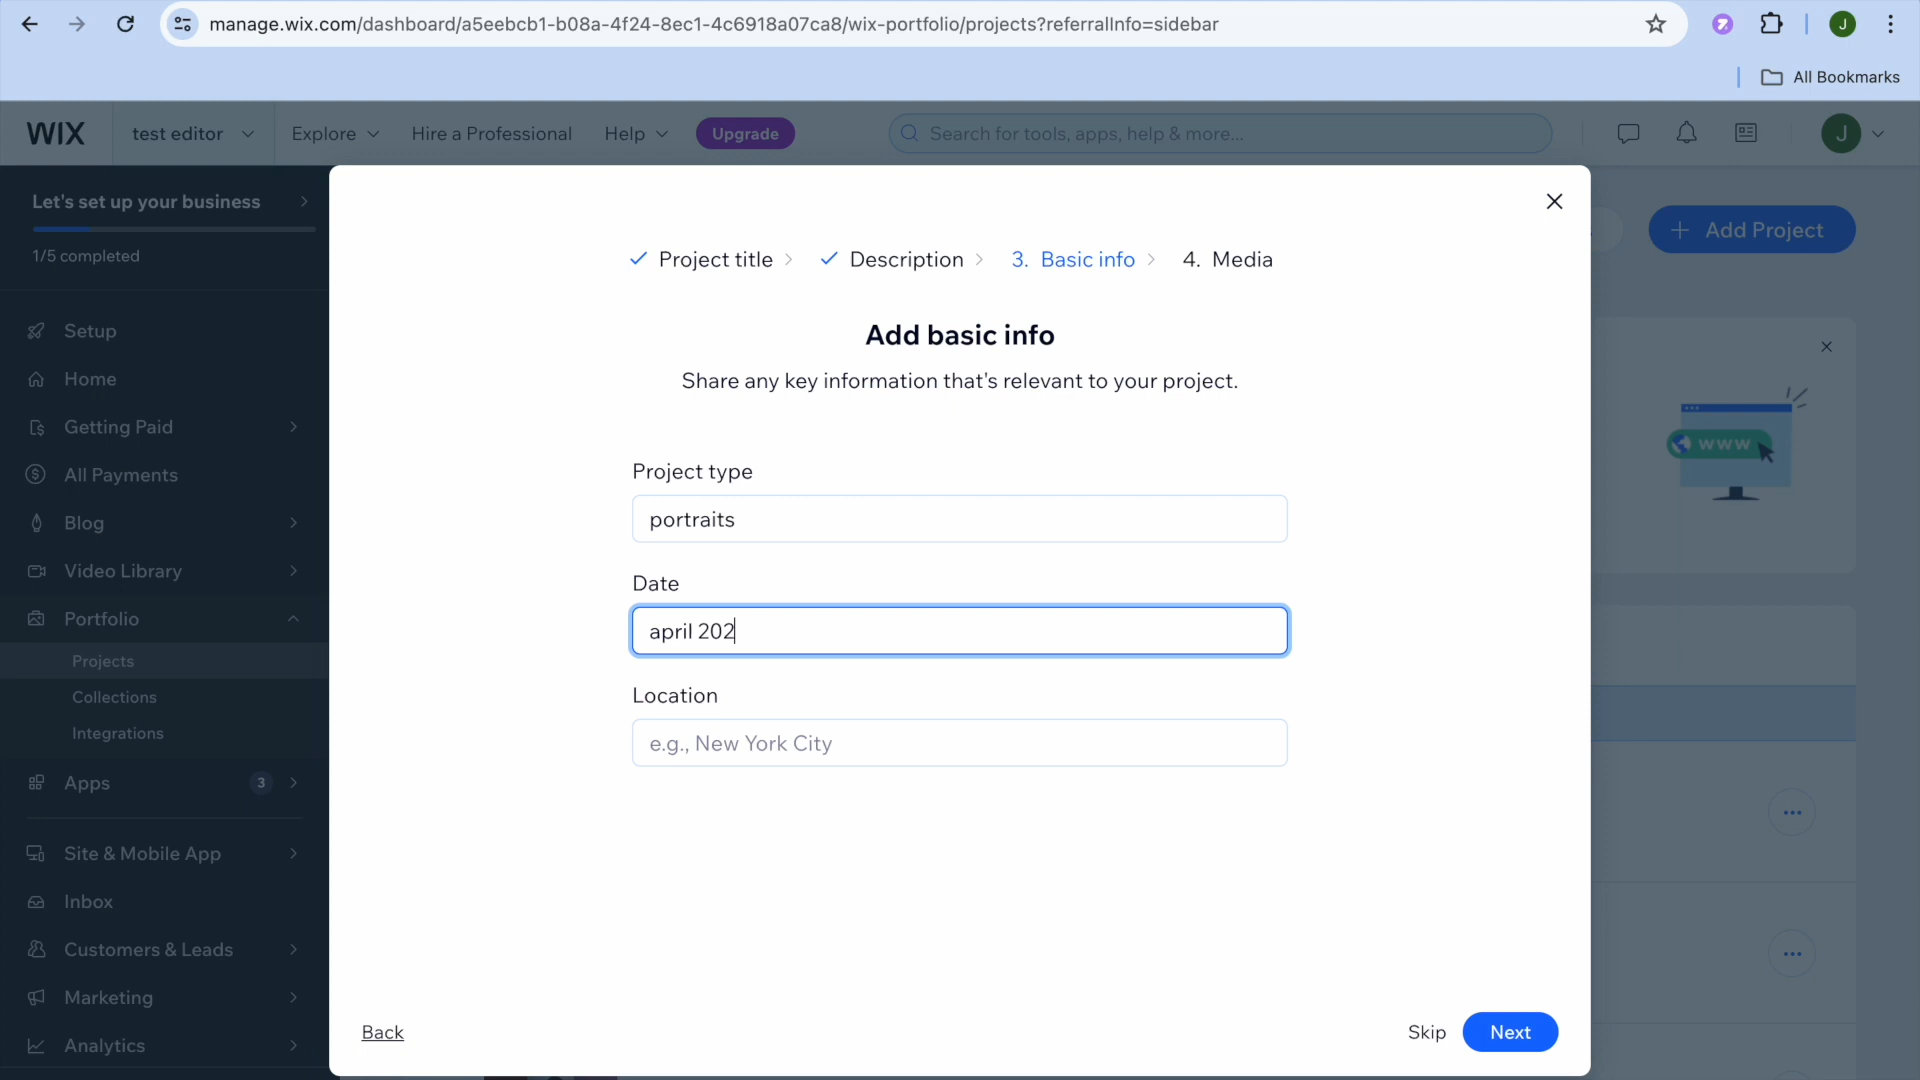 manage.wix.com/dashboard/a5eebcb1-b08a-4f24-8ec1-4c6918a07ca8/wix-portfolio/projects?referralInfo=sidebar
J
All Bookmarks
WIX
test editor
Explore
Hire a Professional
Help
Upgrade
Search for tools, apps, help & more...
J
Let's set up your business
1/5 completed
Add Project
Project title
Description
3. Basic info
4. Media
Add basic info
Share any key information that's relevant to your project.
Setup
Home
Getting Paid
All Payments
Blog
Video Library
Portfolio
Projects
Collections
Integrations
Apps
3
Site & Mobile App
Inbox
Customers & Leads
Marketing
Analytics
www
Project type
portraits
Date
april 202
Location
e.g., New York City
Back
Skip
Next